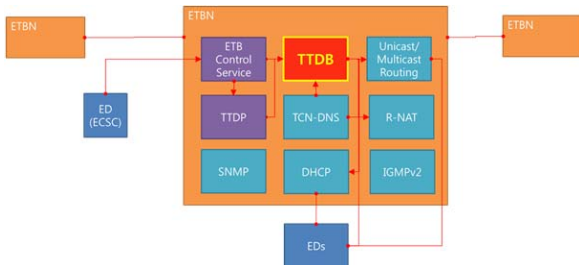 ETBN
ETBN
ETBN
ETB
Control
Service
TTDB
Unicast/
Multicast
Routing
ED
(ECSC)
TTDP
TCN-DNS
R-NAT
SNMP
DHCP
IGMPv2
EDs